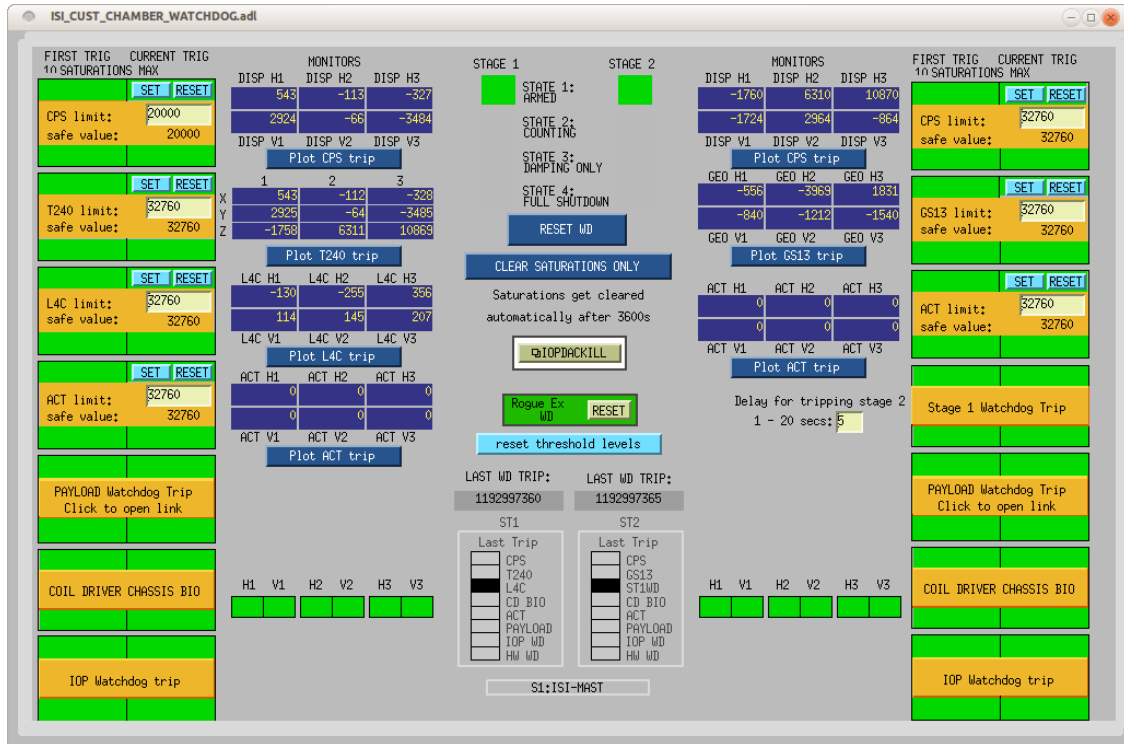 ISI_CUST_CHAMBER_WATCHDOG.adl
FIRST TRIG CURRENT TRIG
10 SATURATIONS MAX
SET RESET
CPS limit: 20000
safe value: 20000
SET RESET
T240 limit: 32760
safe value: 32760
SET RESET
L4C limit: 32760
safe value: 32760
SET RESET
ACT limit: 32760
safe value: 32760
PAYLOAD Watchdog Trip
Click to open link
COIL DRIVER CHASSIS BIO
IOP Watchdog trip
MONITORS
DISP H1 DISP H2 DISP H3
543 -113 -327
2924 -66 -3484
DISP V1 DISP V2 DISP V3
Plot CPS trip
1 2 3
X 543 -112 -328
Y 2925 -64 -3485
Z -1758 6311 10869
Plot T240 trip
L4C H1 L4C H2 L4C H3
-130 -255 356
114 145 207
L4C V1 L4C V2 L4C V3
Plot L4C trip
ACT H1 ACT H2 ACT H3
0 0 0
0 0 0
ACT V1 ACT V2 ACT V3
Plot ACT trip
H1 V1 H2 V2 H3 V3
STAGE 1 STAGE 2
STATE 1:
ARMED
STATE 2:
COUNTING
STATE 3:
DAMPING ONLY
STATE 4:
FULL SHUTDOWN
RESET WD
CLEAR SATURATIONS ONLY
Saturations get cleared
automatically after 3600s
IOPDACKILL
Rogue Ex
WD
RESET
reset threshold levels
LAST WD TRIP: LAST WD TRIP:
1192997360 1192997365
ST1 ST2
Last Trip Last Trip
CPS CPS
T240 GS13
L4C ST1WD
CD BIO CD BIO
ACT ACT
PAYLOAD PAYLOAD
IOP WD IOP WD
HW WD HW WD
S1:ISI-MAST
MONITORS
DISP H1 DISP H2 DISP H3
-1760 6310 10870
-1724 2964 -864
DISP V1 DISP V2 DISP V3
Plot CPS trip
GEO H1 GEO H2 GEO H3
-556 -3969 1831
-840 -1212 -1540
GEO V1 GEO V2 GEO V3
Plot GS13 trip
ACT H1 ACT H2 ACT H3
0 0 0
0 0 0
ACT V1 ACT V2 ACT V3
Plot ACT trip
Delay for tripping stage 2
1 - 20 secs: 5
H1 V1 H2 V2 H3 V3
FIRST TRIG CURRENT TRIG
10 SATURATIONS MAX
SET RESET
CPS limit: 32760
safe value: 32760
SET RESET
GS13 limit: 32760
safe value: 32760
SET RESET
ACT limit: 32760
safe value: 32760
Stage 1 Watchdog Trip
PAYLOAD Watchdog Trip
Click to open link
COIL DRIVER CHASSIS BIO
IOP Watchdog trip